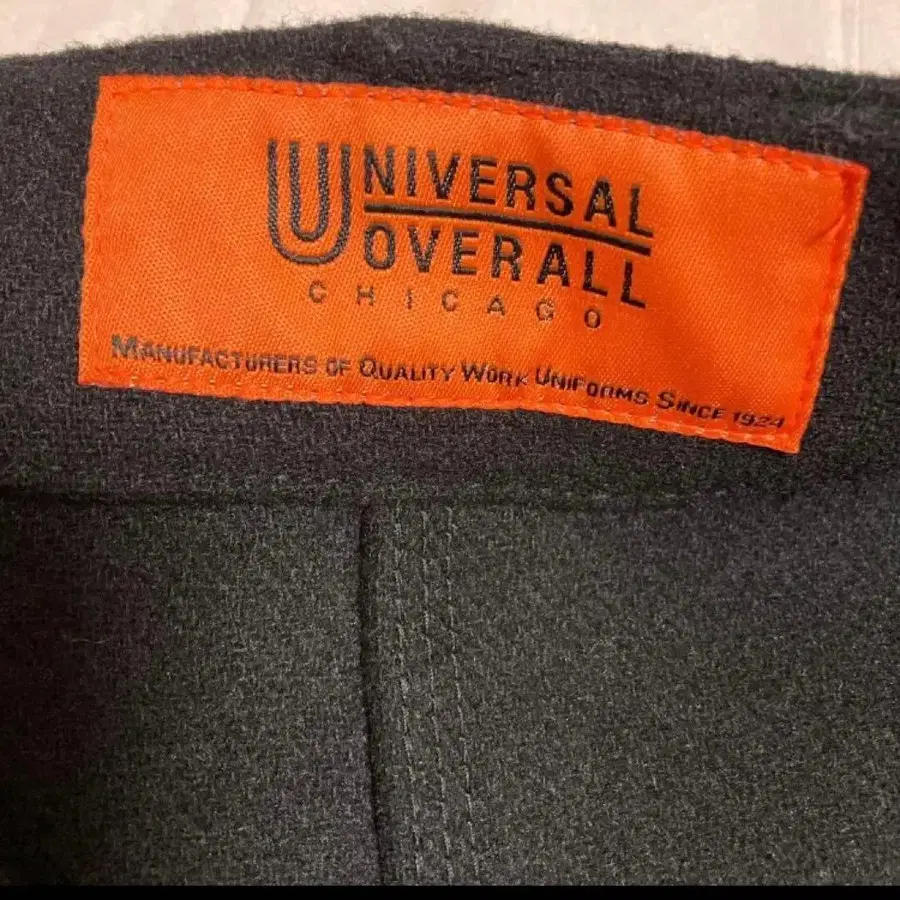 UNIVERSAL
OVERALL
CHICAGO
MANUFACTURERS OF QUALITY WORK UNIFORMS SINCE 1924